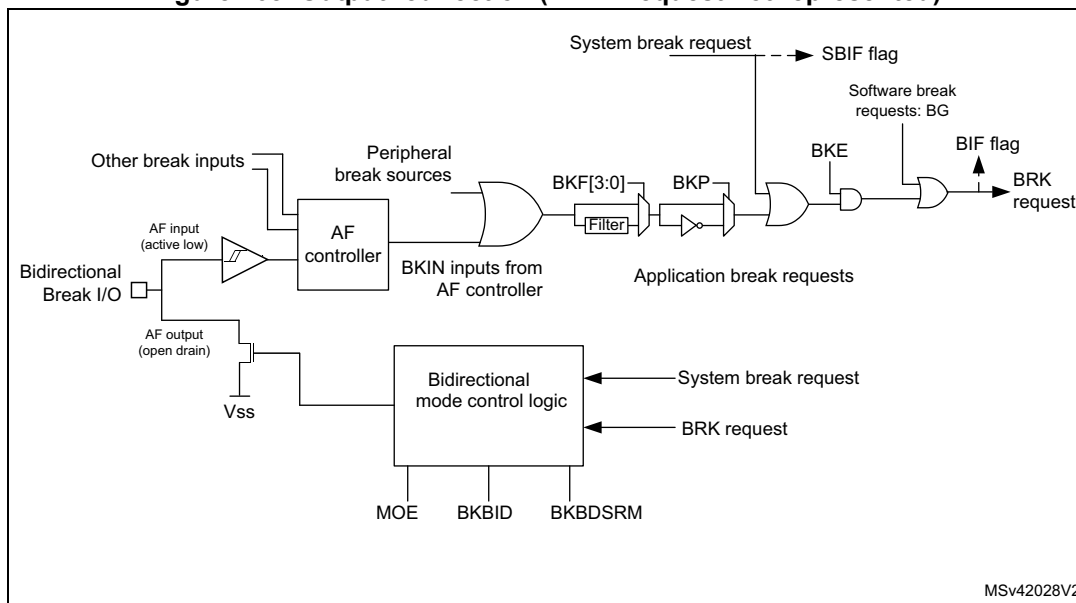 System break request
SBIF flag
Software break
requests: BG
Other break inputs
Peripheral
break sources
BKF[3:0]
BKP
BKE
BIF flag
BRK
request
Filter
AF input
(active low)
AF
controller
BKIN inputs from
AF controller
Application break requests
Bidirectional
Break I/O
AF output
(open drain)
Vss
Bidirectional
mode control logic
System break request
BRK request
MOE
BKBID
BKBDSRM
MSv42028V2